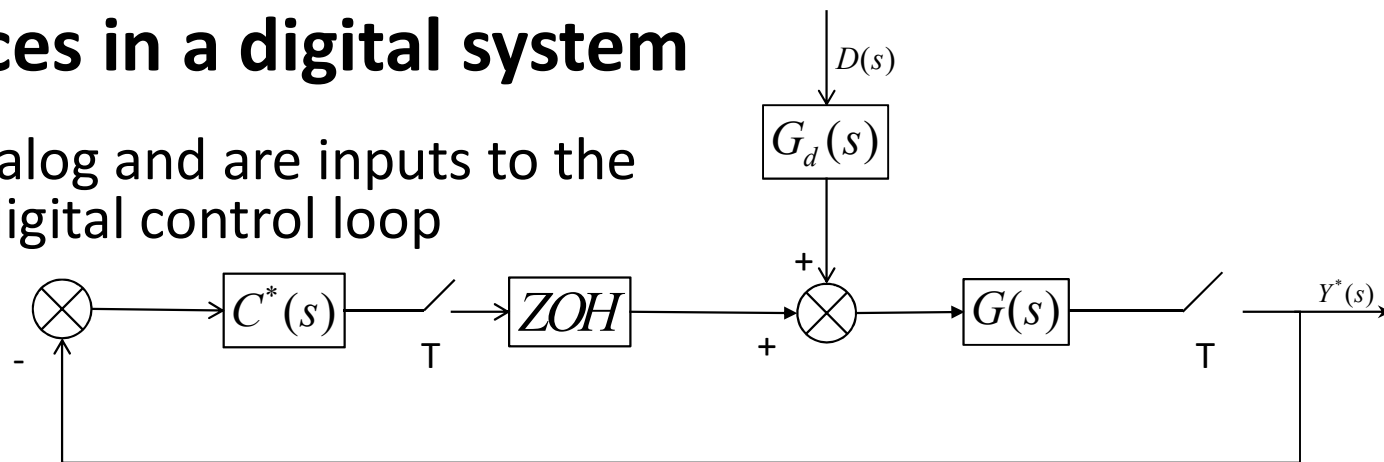 ces in a digital system
D(s)
alog and are inputs to the
G_d(s)
igital control loop
+
C^*(s)
ZOH
G(s)
Y^*(s)
-
T
+
T